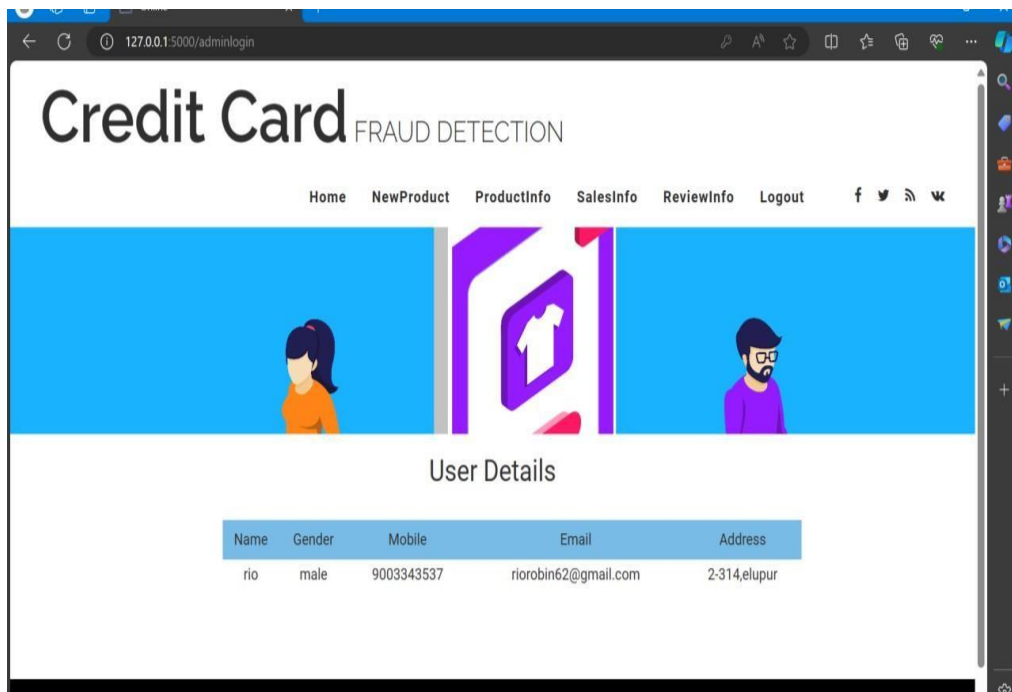 127.0.0.1:5000/adminlogin
Credit Card FRAUD DETECTION
Home NewProduct ProductInfo SalesInfo ReviewInfo Logout
User Details
Name Gender Mobile Email Address
rio male 9003343537 riorobin62@gmail.com 2-314,elupur